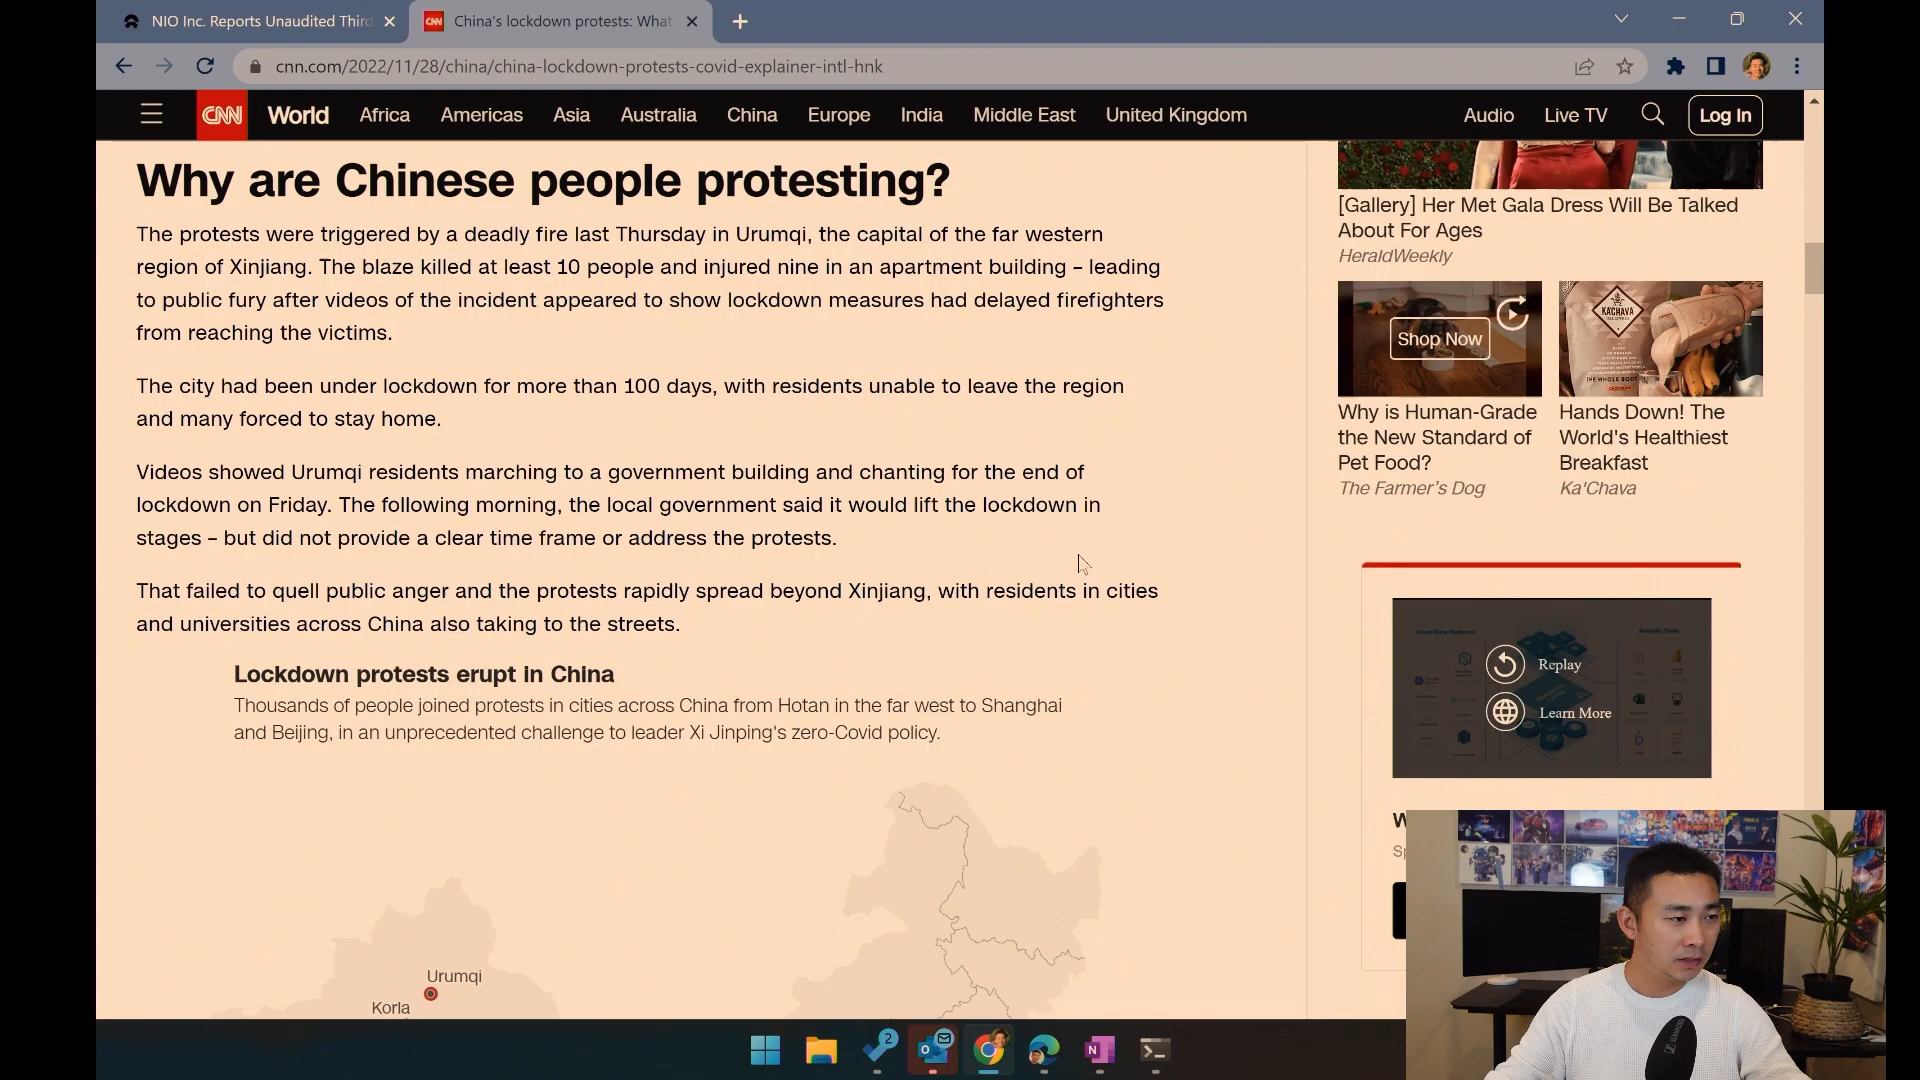 NIO Inc. Reports Unaudited Third
China's lockdown protests: What
cnn.com/2022/11/28/china/china-lockdown-protests-covid-explainer-intl-hnk
CNN World Africa Americas Asia Australia China Europe India Middle East United Kingdom Audio Live TV Log In
Why are Chinese people protesting?
The protests were triggered by a deadly fire last Thursday in Urumqi, the capital of the far western
region of Xinjiang. The blaze killed at least 10 people and injured nine in an apartment building – leading
to public fury after videos of the incident appeared to show lockdown measures had delayed firefighters
from reaching the victims.
The city had been under lockdown for more than 100 days, with residents unable to leave the region
and many forced to stay home.
Videos showed Urumqi residents marching to a government building and chanting for the end of
lockdown on Friday. The following morning, the local government said it would lift the lockdown in
stages – but did not provide a clear time frame or address the protests.
That failed to quell public anger and the protests rapidly spread beyond Xinjiang, with residents in cities
and universities across China also taking to the streets.
Lockdown protests erupt in China
Thousands of people joined protests in cities across China from Hotan in the far west to Shanghai
and Beijing, in an unprecedented challenge to leader Xi Jinping's zero-Covid policy.
Urumqi
Korla
[Gallery] Her Met Gala Dress Will Be Talked
About For Ages
HeraldWeekly
Shop Now
Why is Human-Grade
the New Standard of
Pet Food?
The Farmer's Dog
KA'CHAVA
THE WHOLE BODY
Hands Down! The
World's Healthiest
Breakfast
Ka'Chava
Cloud Data Platforms
Analytic Tools
Replay
Learn More
2